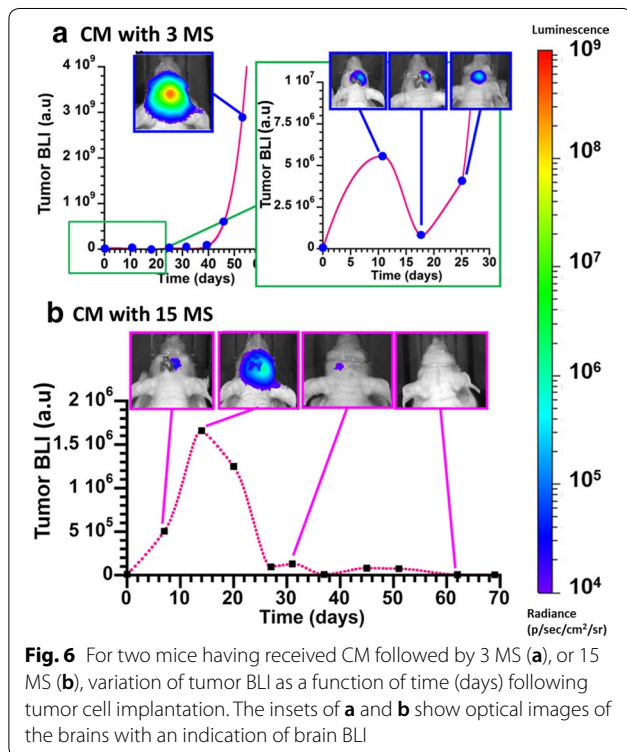 a CM with 3 MS
Luminescence
Tumor BLI (a.u)
4 10⁹
3 10⁹
2 10⁹
1 10⁹
0
0 10 20 30 40 50
Time (days)
Tumor BLI (a.u)
1 10⁷
7.5 10⁶
5 10⁶
2.5 10⁶
0
0 5 10 15 20 25 30
Time (days)
b CM with 15 MS
Tumor BLI (a.u)
2 10⁶
1.5 10⁶
1 10⁶
5 10⁵
0
0 10 20 30 40 50 60 70
Time (days)
10⁹
10⁸
10⁷
10⁶
10⁵
10⁴
Radiance
(p/sec/cm²/sr)
Fig. 6 For two mice having received CM followed by 3 MS (a), or 15
MS (b), variation of tumor BLI as a function of time (days) following
tumor cell implantation. The insets of a and b show optical images of
the brains with an indication of brain BLI